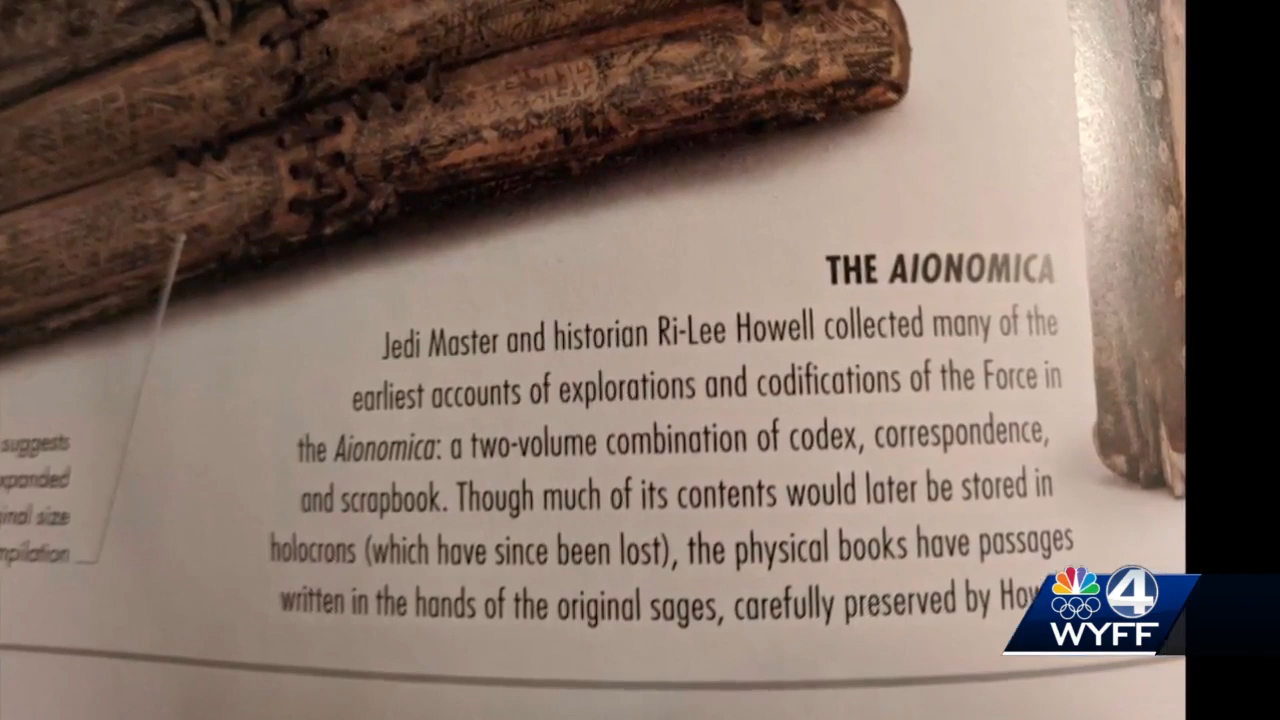 THE AIONOMICA
Jedi Master and historian Ri-Lee Howell collected many of the
earliest accounts of explorations and codifications of the Force in
the Aionomica: a two-volume combination of codex, correspondence,
and scrapbook. Though much of its contents would later be stored in
holocrons (which have since been lost), the physical books have passages
written in the hands of the original sages, carefully preserved by
suggests
size
4
WYFF